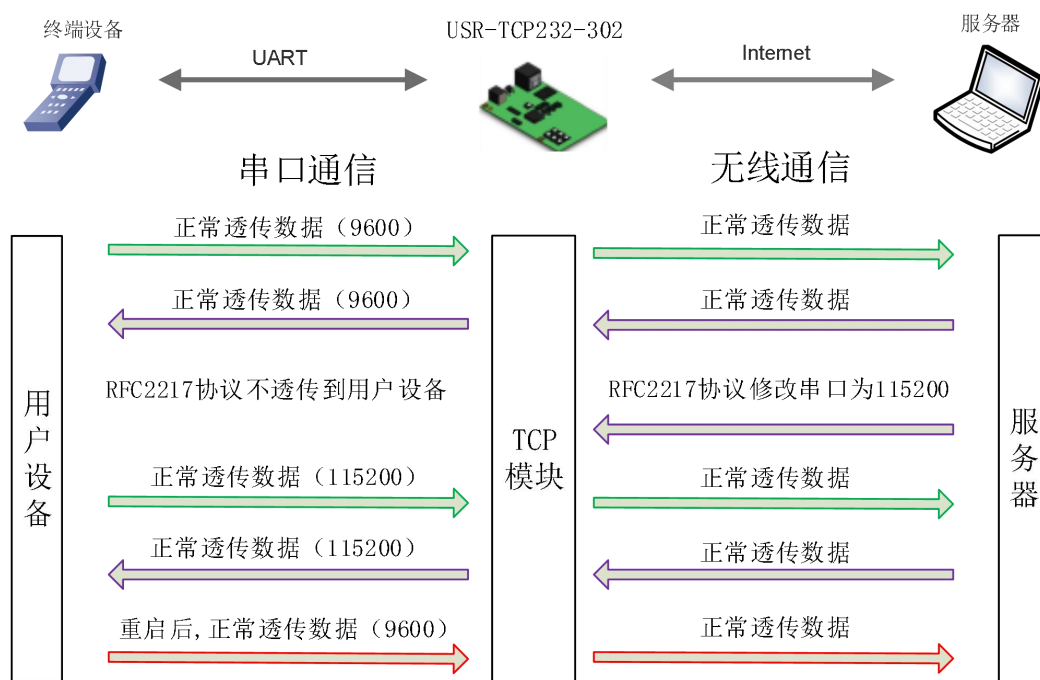 终端设备
USR-TCP232-302
服务器
UART
Internet
串口通信
无线通信
正常透传数据（9600）
正常透传数据
正常透传数据（9600）
正常透传数据
RFC2217协议不透传到用户设备
RFC2217协议修改串口为115200
用户设备
TCP
模块
服务器
正常透传数据（115200）
正常透传数据
正常透传数据（115200）
正常透传数据
重启后,正常透传数据（9600）
正常透传数据